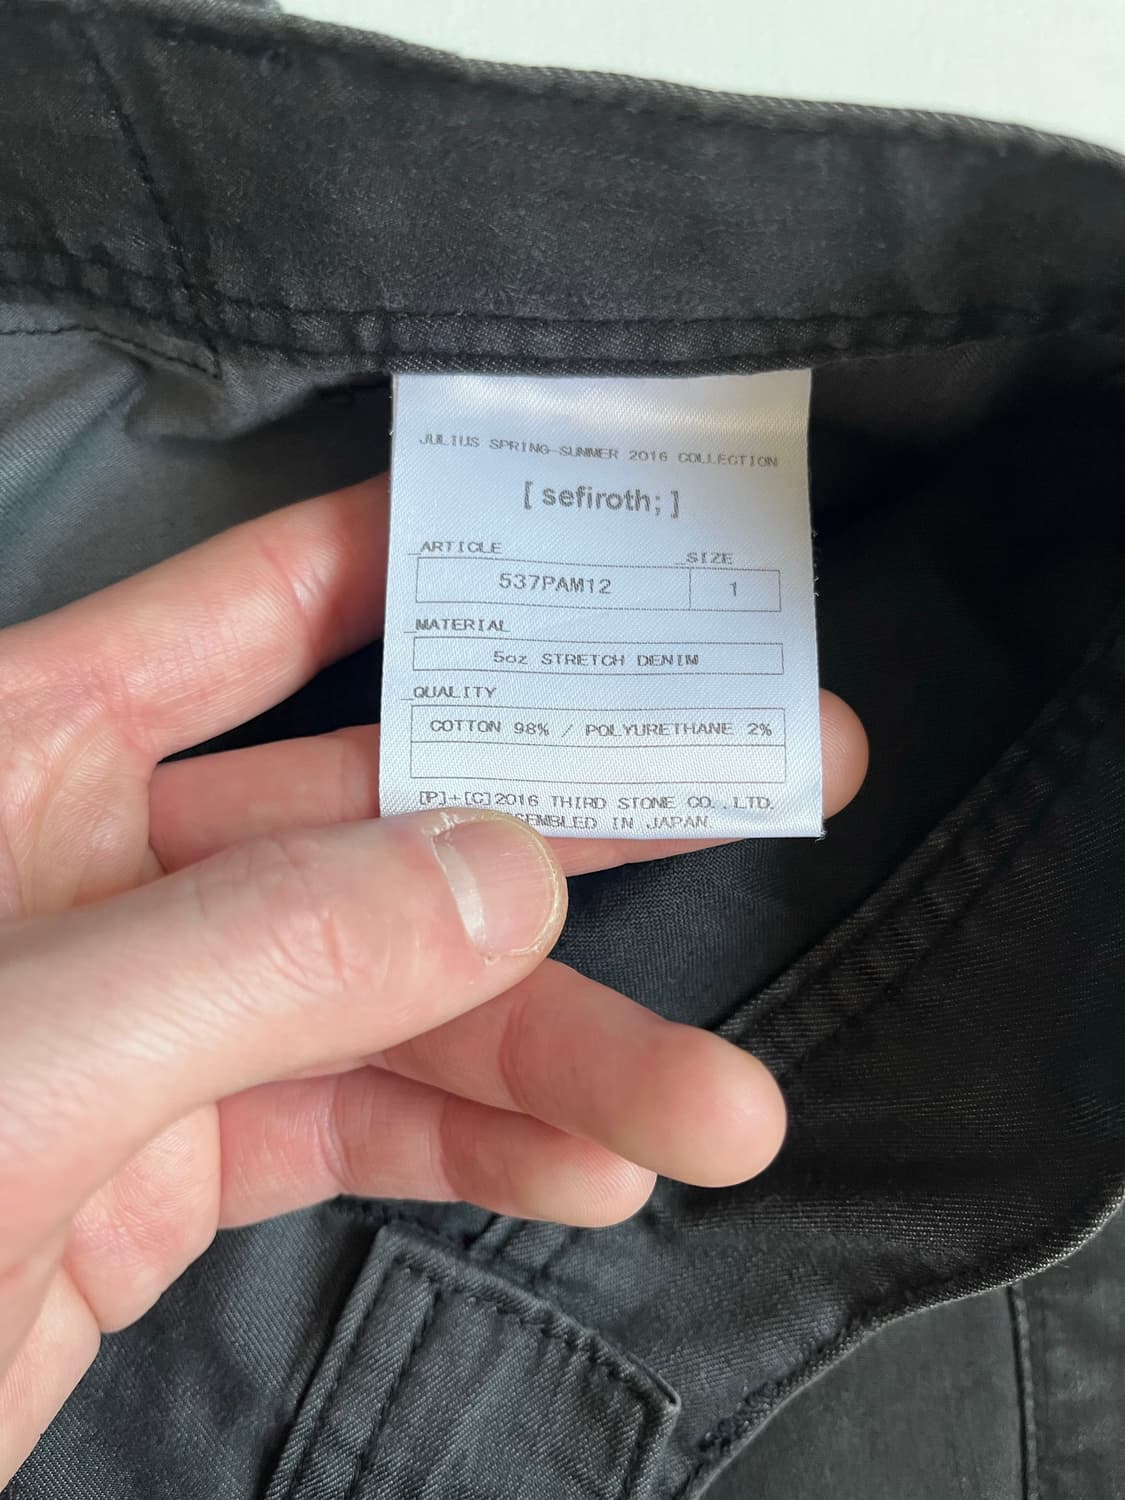 JULIUS SPRING-SUMMER 2016 COLLECTION
[ sefiroth; ]
_ARTICLE _SIZE
537PAM12 1
_MATERIAL
5oz STRETCH DENIM
_QUALITY
COTTON 98% / POLYURETHANE 2%
[P]+[C]2016 THIRD STONE CO.,LTD.
SEMBLED IN JAPAN